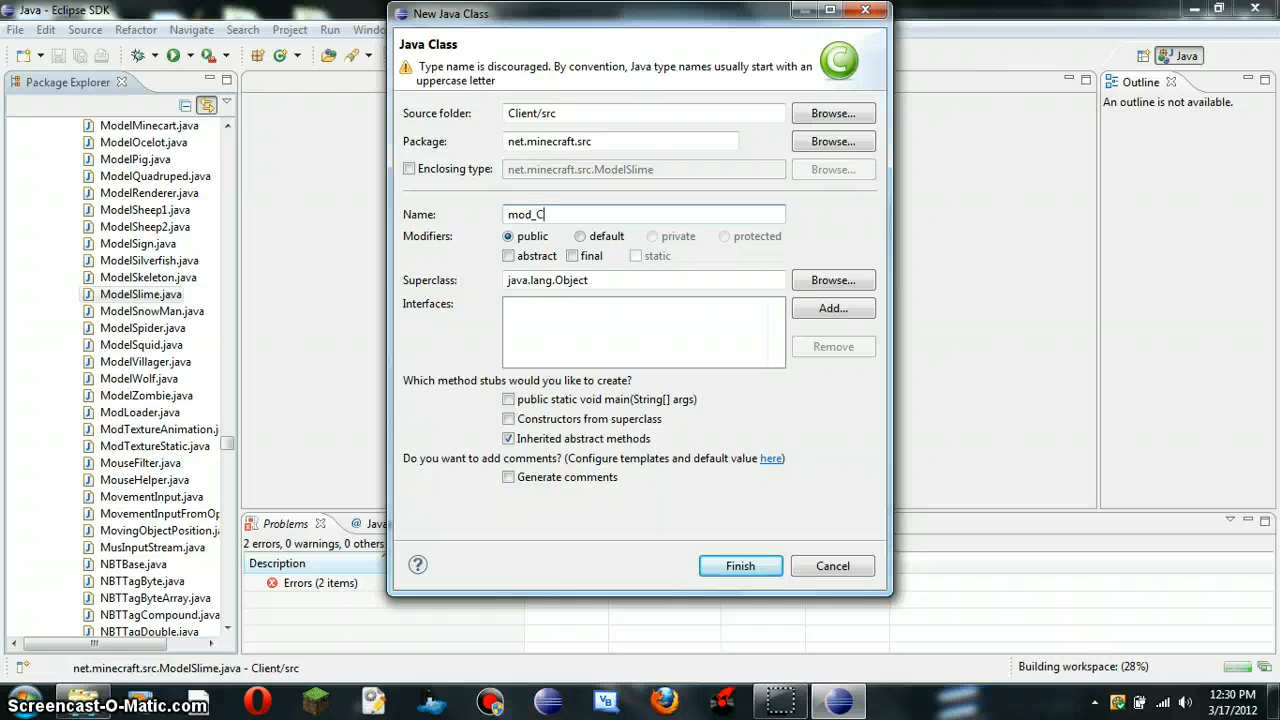 Java - Eclipse SDK
New Java Class
File Edit Source Refactor Navigate Search Project Run Windo
Java Class
Type name is discouraged. By convention, Java type names usually start with an
uppercase letter
Java
Package Explorer
Outline
An outline is not available.
Source folder: Client/src Browse...
Package: net.minecraft.src Browse...
Enclosing type: net.minecraft.src.ModelSlime Browse...
Name: mod_C
Modifiers: public default private protected
abstract final static
Superclass: java.lang.Object Browse...
Interfaces: Add...
Remove
Which method stubs would you like to create?
public static void main(String[] args)
Constructors from superclass
Inherited abstract methods
Do you want to add comments? (Configure templates and default value here)
Generate comments
? Finish Cancel
ModelMinecart.java
ModelOcelot.java
ModelPig.java
ModelQuadruped.java
ModelRenderer.java
ModelSheep1.java
ModelSheep2.java
ModelSign.java
ModelSilverfish.java
ModelSkeleton.java
ModelSlime.java
ModelSnowMan.java
ModelSpider.java
ModelSquid.java
ModelVillager.java
ModelWolf.java
ModelZombie.java
ModLoader.java
ModTextureAnimation.j
ModTextureStatic.java
MouseFilter.java
MouseHelper.java
MovementInput.java
MovementInputFromOp
MovingObjectPosition.ja
MusInputStream.java
NBTBase.java
NBTTagByte.java
NBTTagByteArray.java
NBTTagCompound.java
NBTTagDouble.java
Problems @ Java
2 errors, 0 warnings, 0 others
Description
Errors (2 items)
net.minecraft.src.ModelSlime.java - Client/src
Building workspace: (28%)
Screencast-O-Matic.com
VB
12:30 PM
3/17/2012